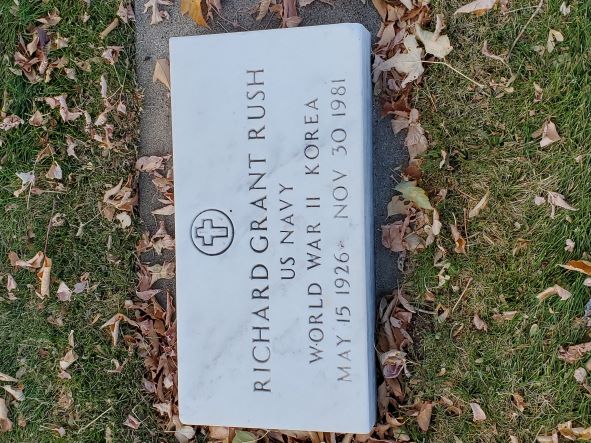 RICHARD GRANT RUSH
US NAVY
WORLD WAR II KOREA
MAY 15 1926 NOV 30 1981